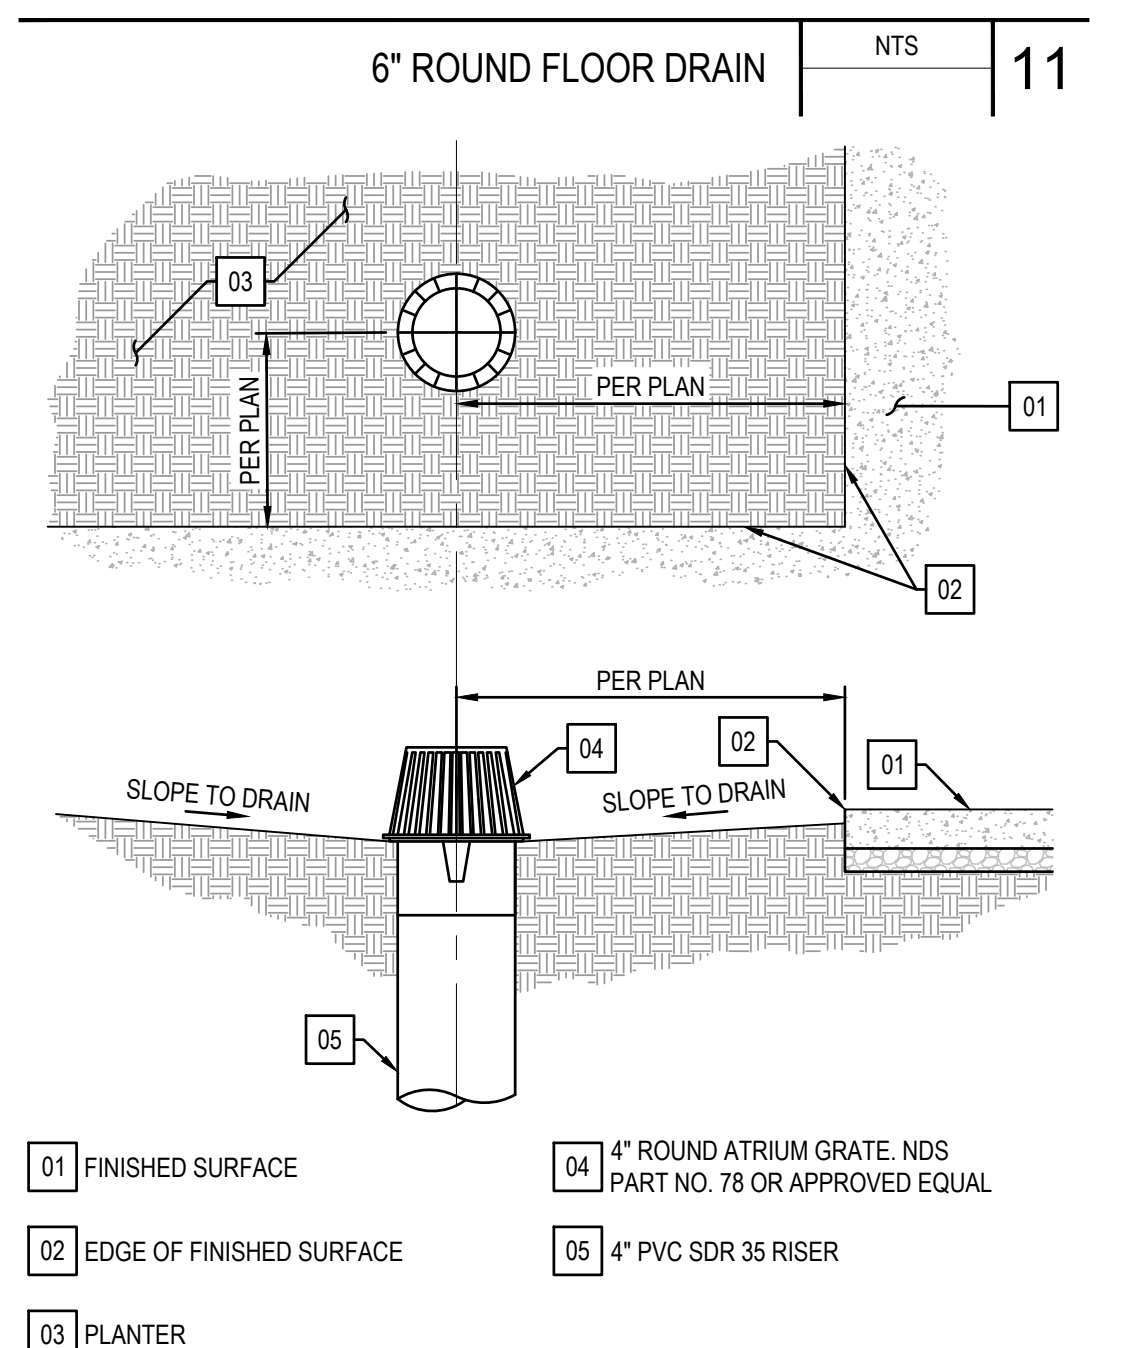 6" ROUND FLOOR DRAIN
NTS
11
03
PER PLAN
PER PLAN
01
02
PER PLAN
04
02
01
SLOPE TO DRAIN
SLOPE TO DRAIN
05
01 FINISHED SURFACE
02 EDGE OF FINISHED SURFACE
03 PLANTER
04 4" ROUND ATRIUM GRATE. NDS
PART NO. 78 OR APPROVED EQUAL
05 4" PVC SDR 35 RISER